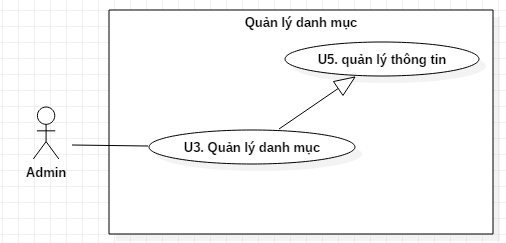 Quản lý danh mục
U5. quản lý thông tin
U3. Quản lý danh mục
Admin